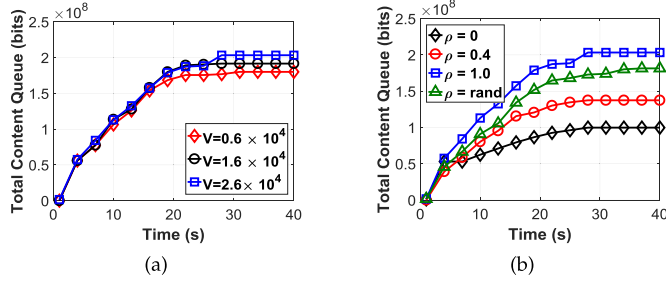 ×10^8
2.5
2
1.5
1
0.5
0
0 10 20 30 40
Total Content Queue (bits)
Time (s)
V=0.6 × 10^4
V=1.6 × 10^4
V=2.6× 10^4
(a)
×10^8
2.5
2
1.5
1
0.5
0
0 10 20 30 40
Total Content Queue (bits)
Time (s)
ρ = 0
ρ = 0.4
ρ = 1.0
ρ = rand
(b)